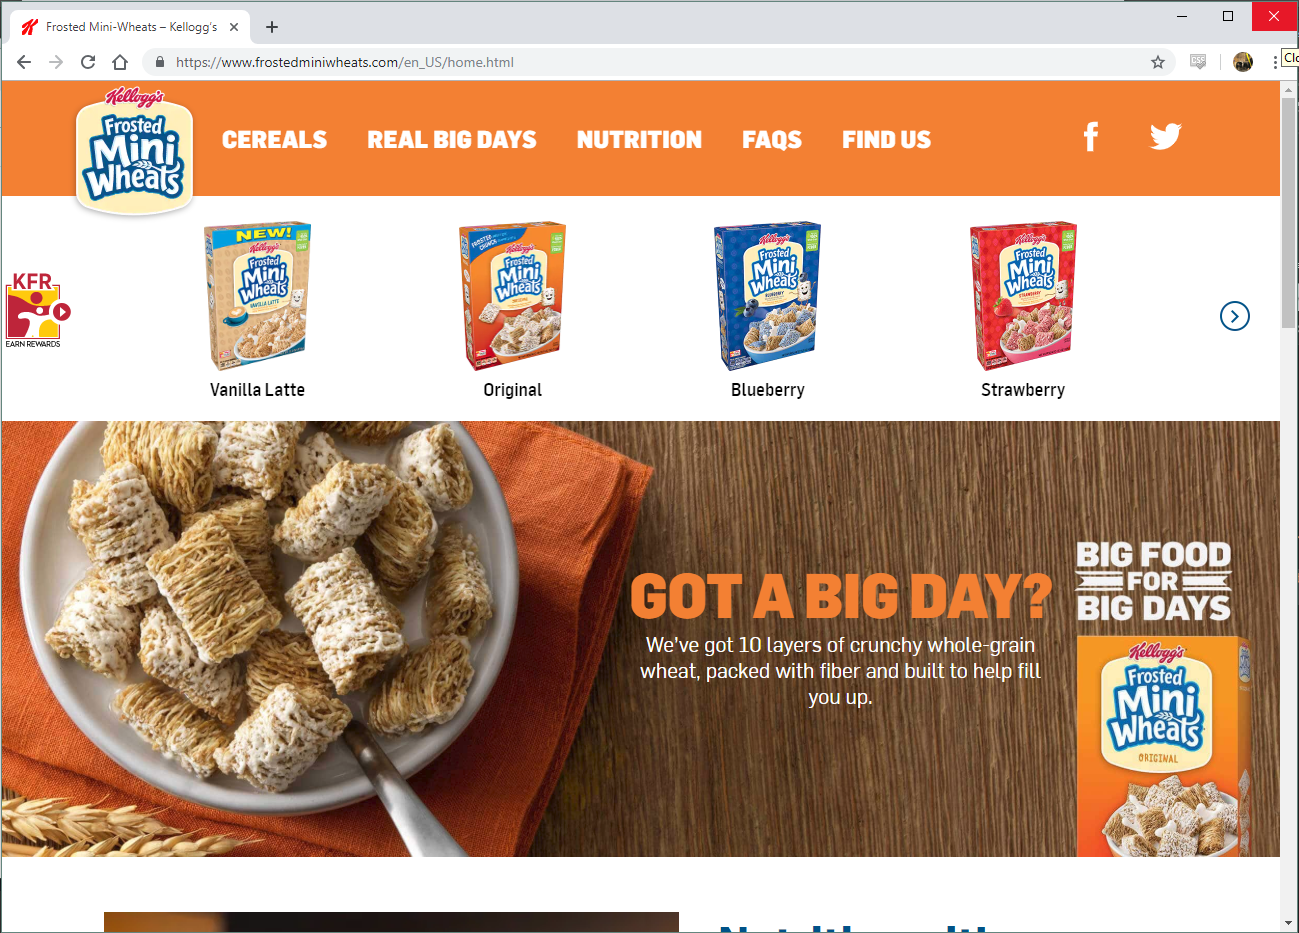 Frosted Mini-Wheats – Kellogg's
https://www.frostedminiwheats.com/en_US/home.html
CSF
Clo
Kellogg's
Frosted
Mini
Wheats
CEREALS
REAL BIG DAYS
NUTRITION
FAQS
FIND US
KFR
EARN REWARDS
NEW!
Kellogg's
Frosted
Mini
Wheats
VANILLA LATTE
Vanilla Latte
Kellogg's
Frosted
Mini
Wheats
ORIGINAL
Original
Kellogg's
Frosted
Mini
Wheats
BLUEBERRY
Blueberry
Kellogg's
Frosted
Mini
Wheats
STRAWBERRY
Strawberry
GOT A BIG DAY?
We've got 10 layers of crunchy whole-grain
wheat, packed with fiber and built to help fill
you up.
BIG FOOD
FOR
BIG DAYS
Kellogg's
Frosted
Mini
Wheats
ORIGINAL